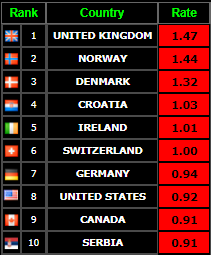 Rank Country Rate
1 UNITED KINGDOM 1.47
2 NORWAY 1.44
3 DENMARK 1.32
4 CROATIA 1.03
5 IRELAND 1.01
6 SWITZERLAND 1.00
7 GERMANY 0.94
8 UNITED STATES 0.92
9 CANADA 0.91
10 SERBIA 0.91